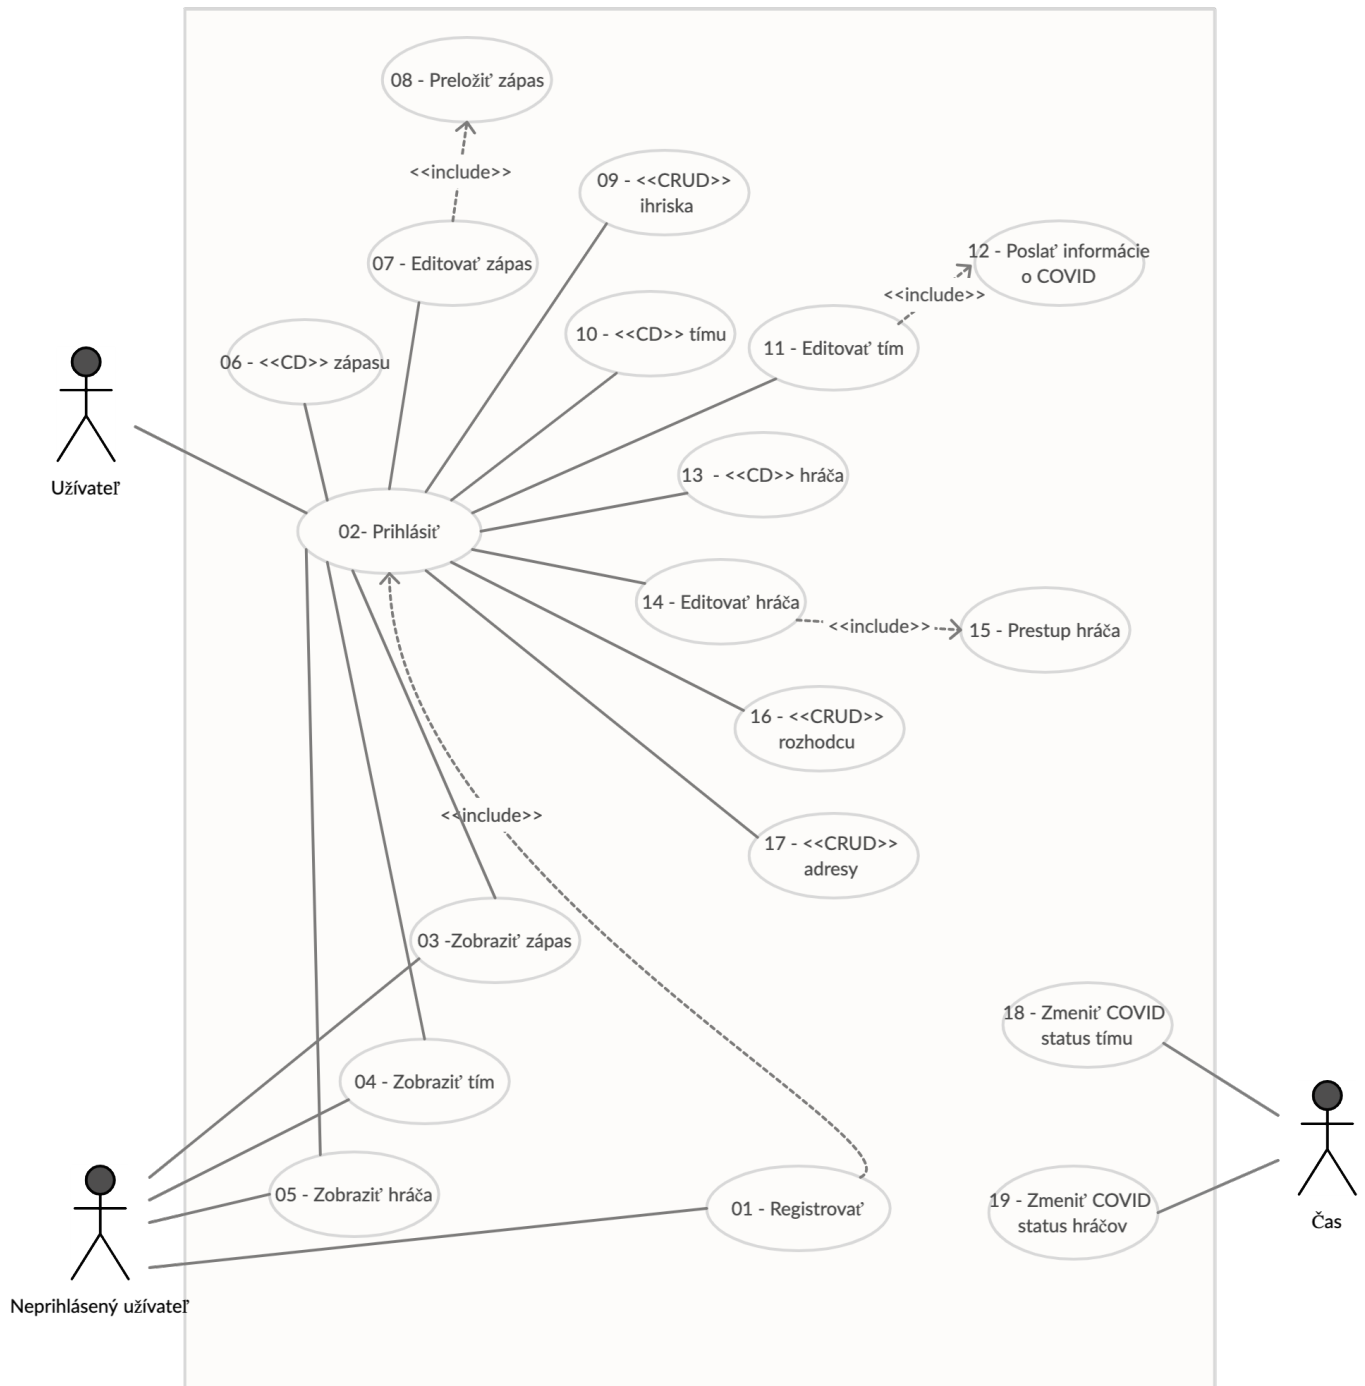 08 - Preložiť zápas
<<include>>
09 - <<CRUD>>
ihriska
07 - Editovať zápas
12 - Poslať informácie
o COVID
<<include>>
10 - <<CD>> tímu
11 - Editovať tím
06 - <<CD>> zápasu
Užívateľ
13 - <<CD>> hráča
02- Prihlásiť
14 - Editovať hráča
<<include>>
15 - Prestup hráča
16 - <<CRUD>>
rozhodcu
<<include>>
17 - <<CRUD>>
adresy
03 -Zobraziť zápas
18 - Zmeniť COVID
status tímu
04 - Zobraziť tím
05 - Zobraziť hráča
01 - Registrovať
19 - Zmeniť COVID
status hráčov
Čas
Neprihlásený užívateľ